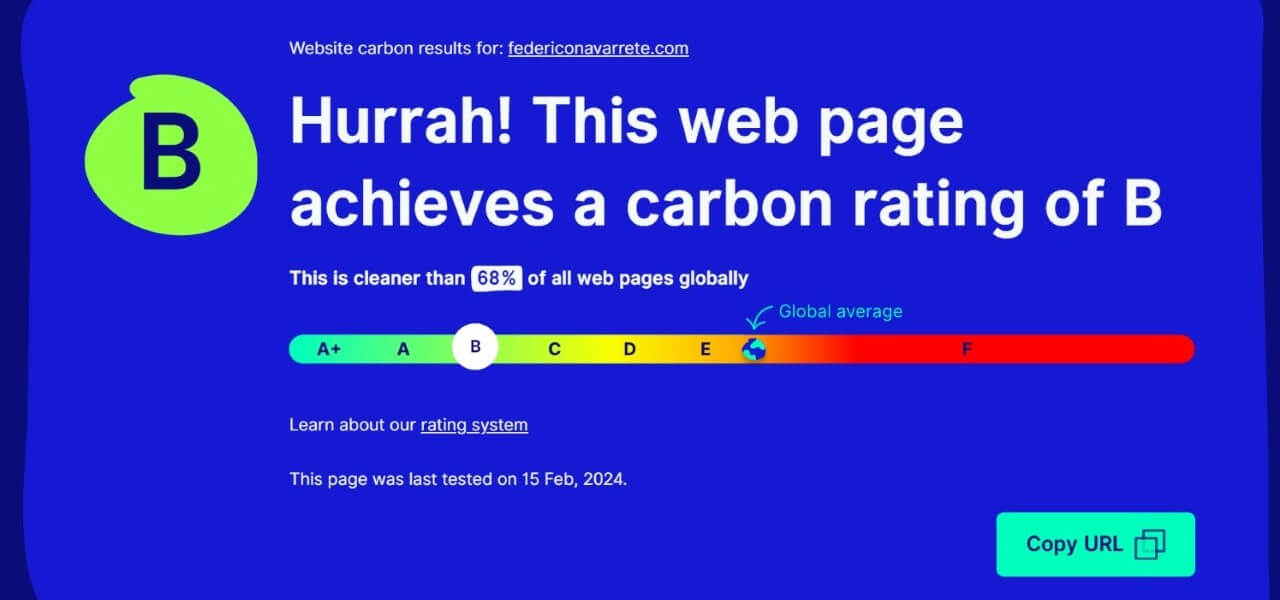 Website carbon results for: federiconavarrete.com
B
Hurrah! This web page
achieves a carbon rating of B
This is cleaner than 68% of all web pages globally
Global average
A+ A B C D E F
Learn about our rating system
This page was last tested on 15 Feb, 2024.
Copy URL